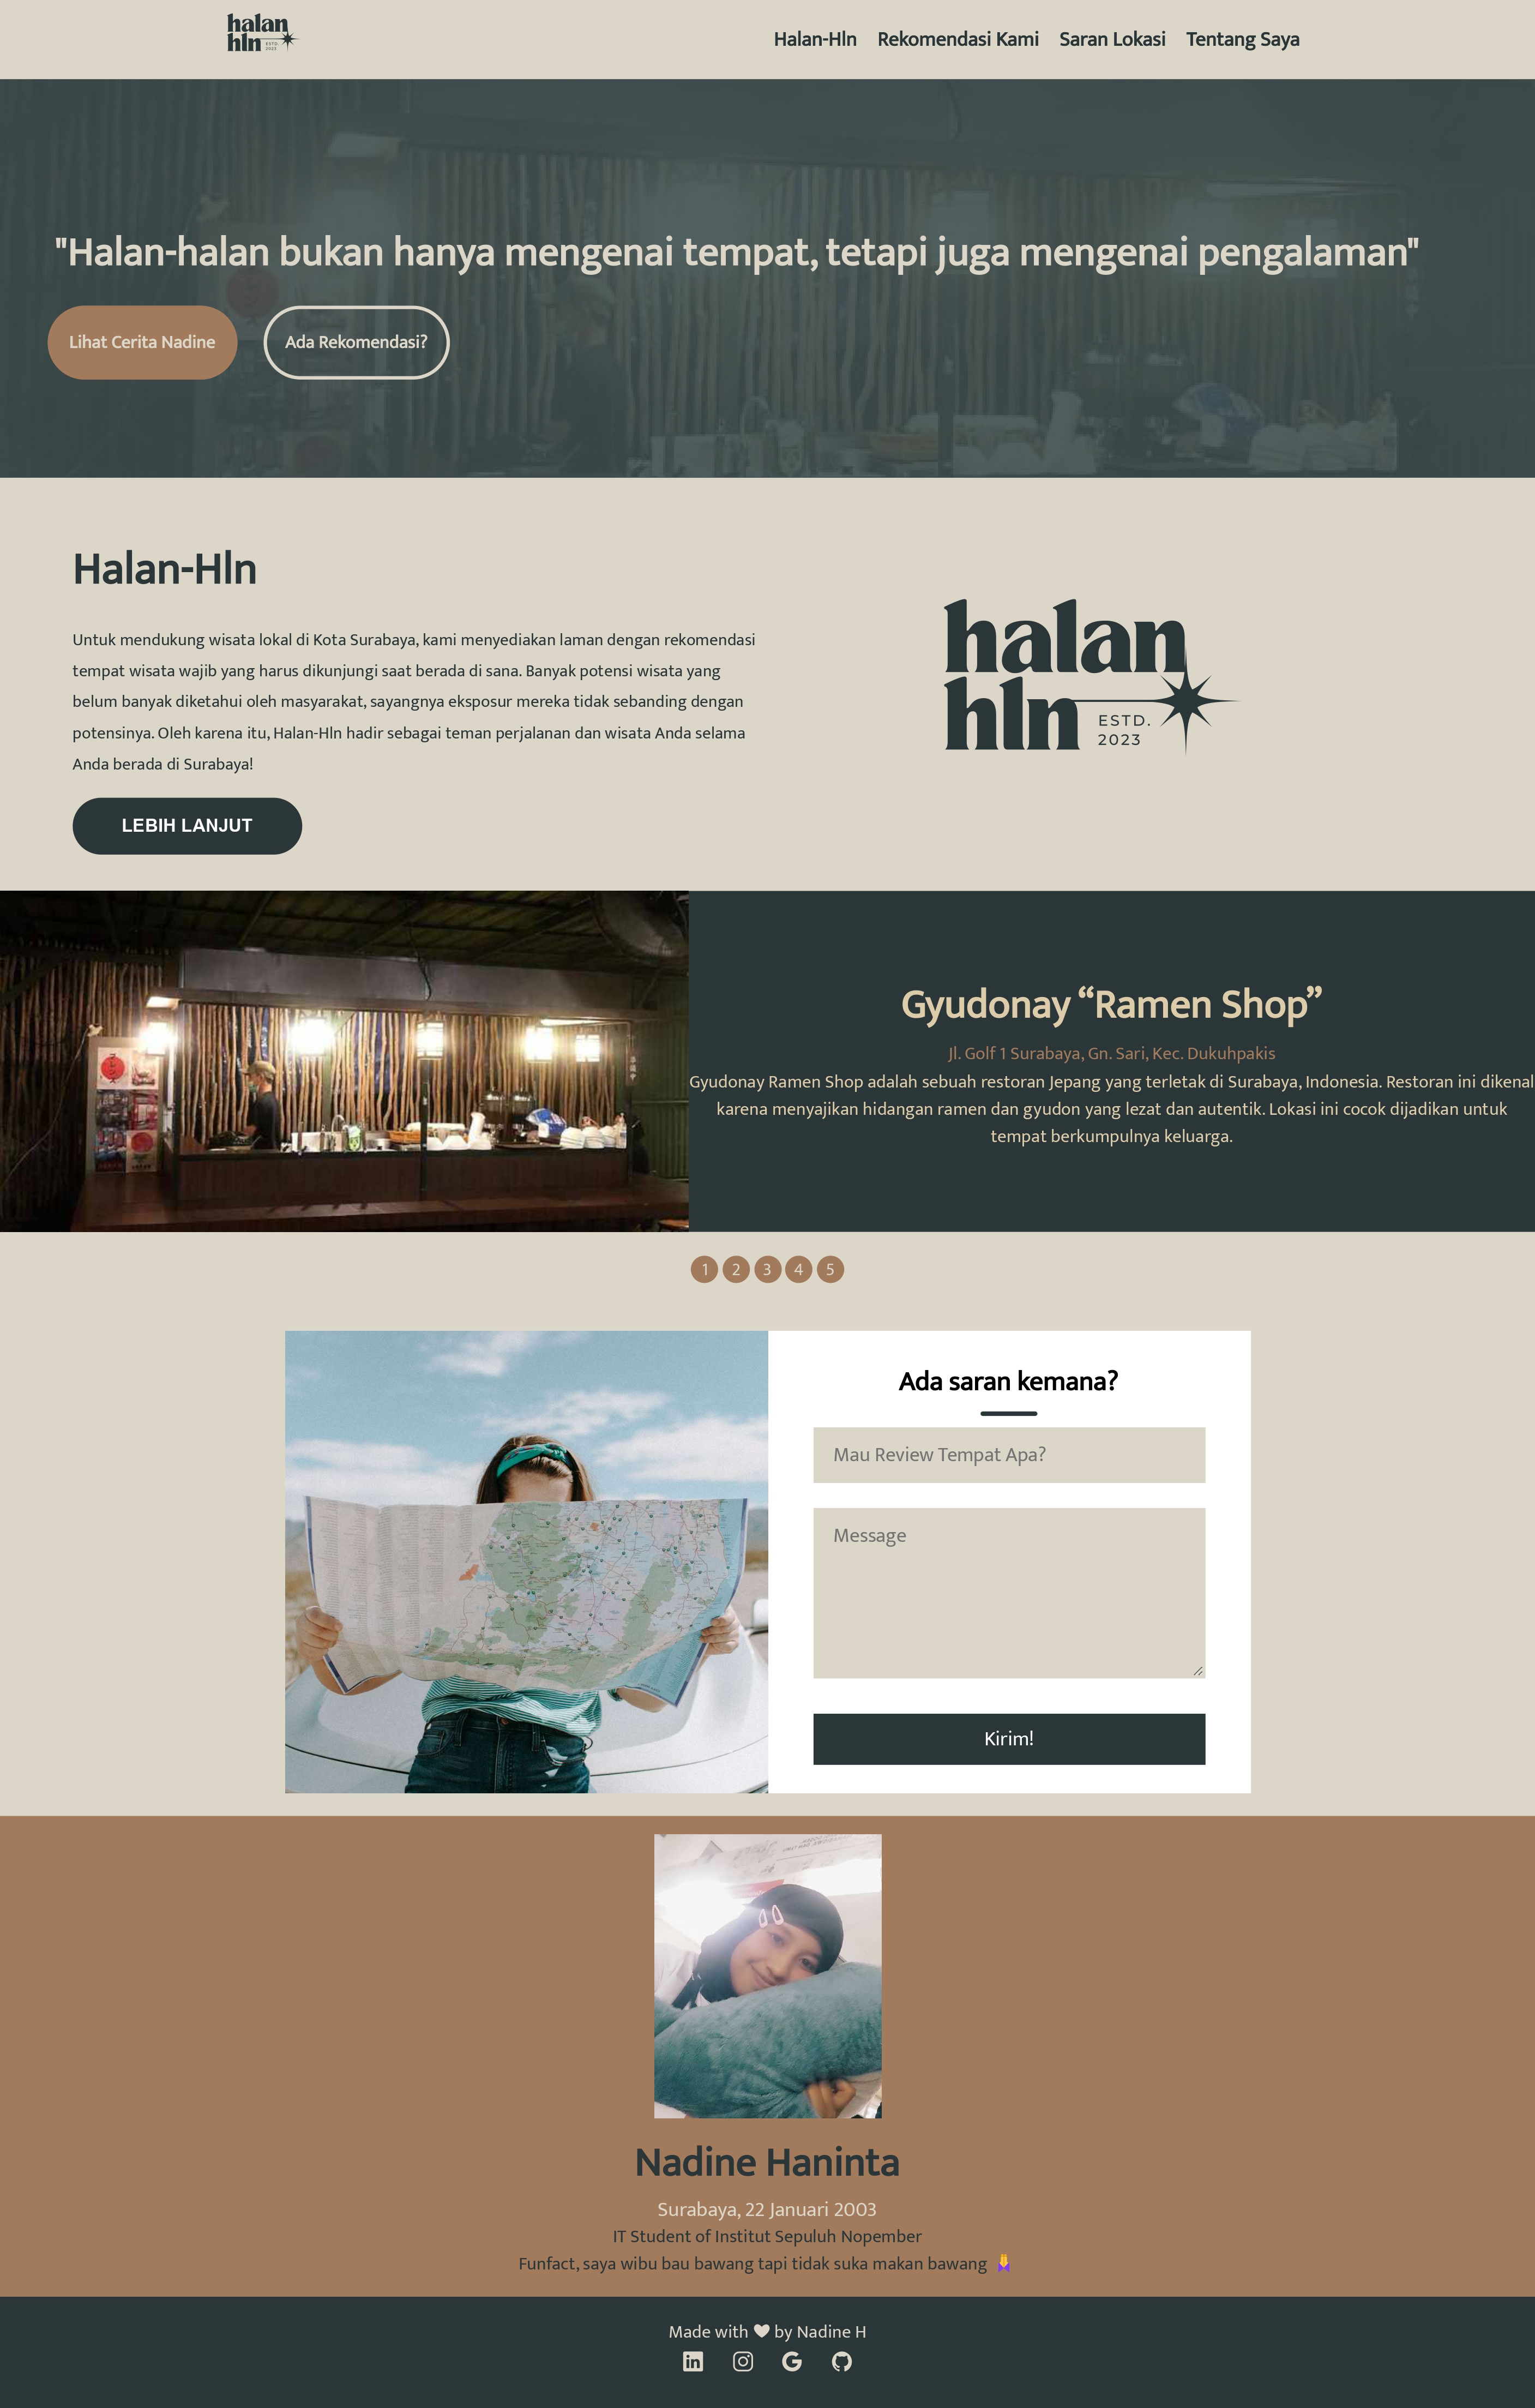 halan
hln ESTD.
2023
Halan-Hln Rekomendasi Kami Saran Lokasi Tentang Saya
"Halan-halan bukan hanya mengenai tempat, tetapi juga mengenai pengalaman"
Lihat Cerita Nadine Ada Rekomendasi?
Halan-Hln
Untuk mendukung wisata lokal di Kota Surabaya, kami menyediakan laman dengan rekomendasi
tempat wisata wajib yang harus dikunjungi saat berada di sana. Banyak potensi wisata yang
belum banyak diketahui oleh masyarakat, sayangnya eksposur mereka tidak sebanding dengan
potensinya. Oleh karena itu, Halan-Hln hadir sebagai teman perjalanan dan wisata Anda selama
Anda berada di Surabaya!
LEBIH LANJUT
halan
hln ESTD.
2023
Gyudonay “Ramen Shop”
Jl. Golf 1 Surabaya, Gn. Sari, Kec. Dukuhpakis
Gyudonay Ramen Shop adalah sebuah restoran Jepang yang terletak di Surabaya, Indonesia. Restoran ini dikenal
karena menyajikan hidangan ramen dan gyudon yang lezat dan autentik. Lokasi ini cocok dijadikan untuk
tempat berkumpulnya keluarga.
1 2 3 4 5
Ada saran kemana?
Mau Review Tempat Apa?
Message
Kirim!
Nadine Haninta
Surabaya, 22 Januari 2003
IT Student of Institut Sepuluh Nopember
Funfact, saya wibu bau bawang tapi tidak suka makan bawang 🙏
Made with ♥ by Nadine H